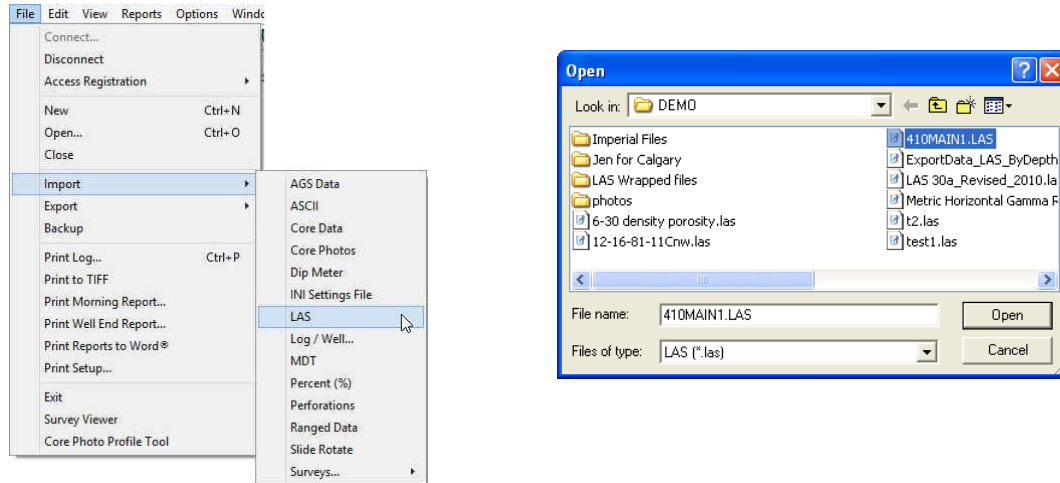 File Edit View Reports Options
Connect...
Disconnect
Access Registration
New Ctrl+N
Open... Ctrl+O
Close
Import
Export
Backup
Print Log... Ctrl+P
Print to TIFF
Print Morning Report...
Print Well End Report...
Print Reports to Word®
Print Setup...
Exit
Survey Viewer
Core Photo Profile Tool
AGS Data
ASCII
Core Data
Core Photos
Dip Meter
INI Settings File
LAS
Log / Well...
MDT
Percent (%)
Perforations
Ranged Data
Slide Rotate
Surveys...
Open
Look in: DEMO
Imperial Files
Jen for Calgary
LAS Wrapped files
photos
6-30 density porosity.las
12-16-81-11Cnw.las
410MAIN1.LAS
ExportData_LAS_ByDepth
LAS 30a_Revised_2010.la
Metric Horizontal Gamma
t2.las
test1.las
File name: 410MAIN1.LAS Open
Files of type: LAS (*.las) Cancel